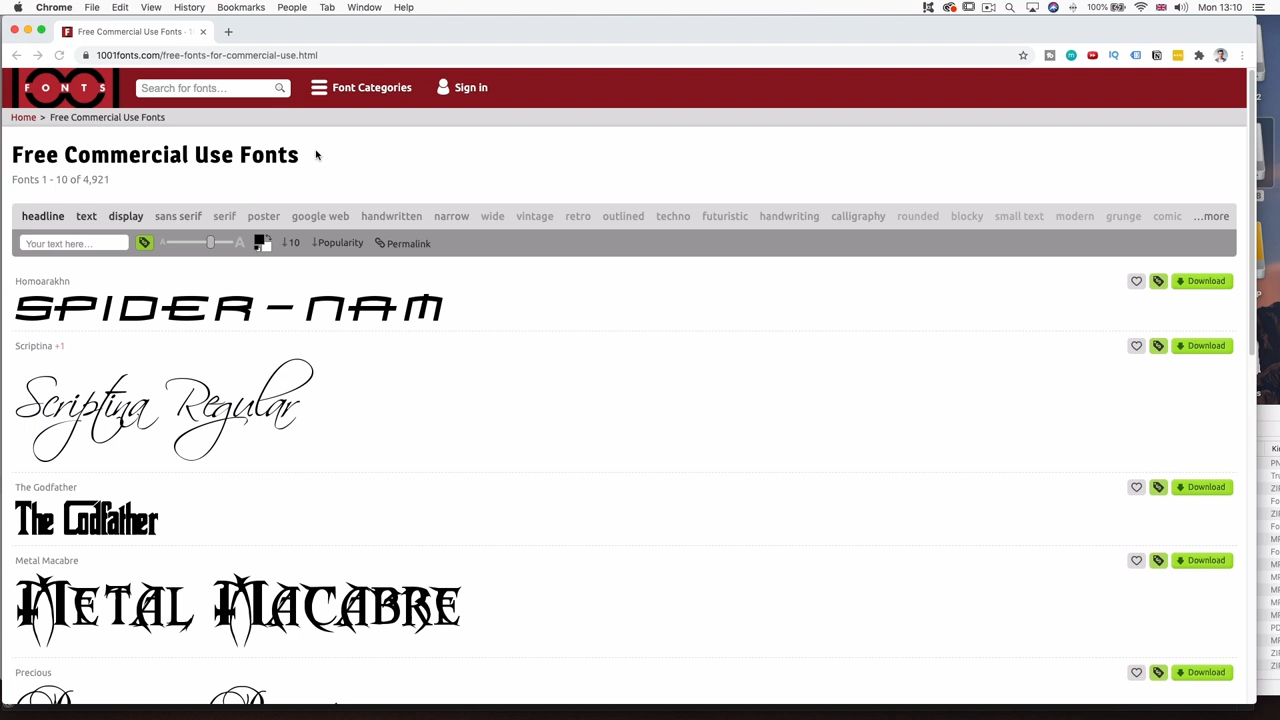 Chrome File Edit View History Bookmarks People Tab Window Help 100% Mon 13:10
Free Commercial Use Fonts - 1
1001fonts.com/free-fonts-for-commercial-use.html
FONTS Search for fonts... Font Categories Sign in
Home > Free Commercial Use Fonts
Free Commercial Use Fonts
Fonts 1 - 10 of 4,921
headline text display sans serif serif poster google web handwritten narrow wide vintage retro outlined techno futuristic handwriting calligraphy rounded blocky small text modern grunge comic ...more
Your text here... A A ↓10 ↓Popularity Permalink
Homoarakhn Download
SPIDER-NAM
Scriptina +1 Download
Scriptina Regular
The Godfather Download
The Godfather
Metal Macabre Download
METAL MACABRE
Precious Download